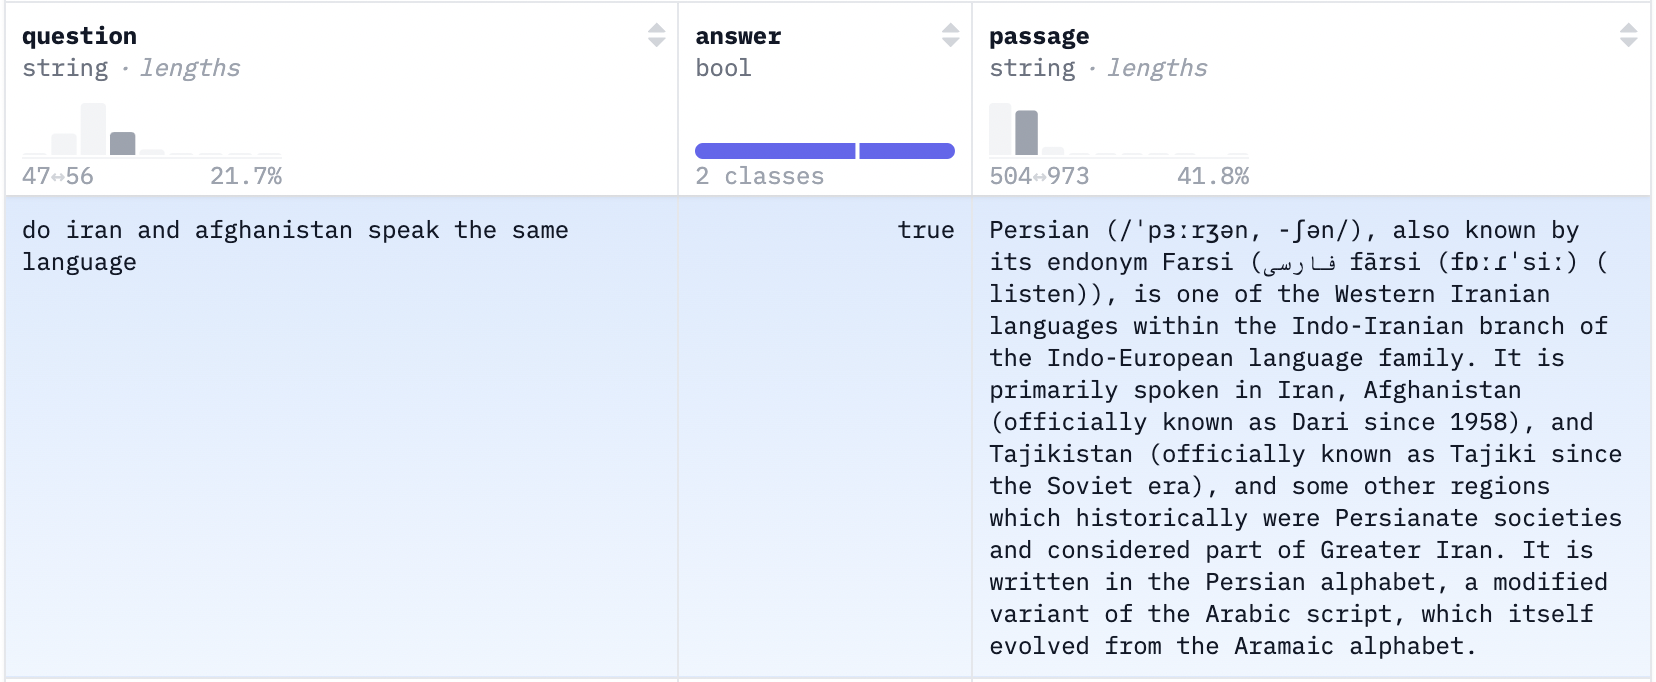 question
string · lengths
47↔56 21.7%
answer
bool
2 classes
passage
string · lengths
504↔973 41.8%
do iran and afghanistan speak the same
language
true
Persian (/ˈpɜːrʒən, -ʃən/), also known by
its endonym Farsi (فارسی fārsi (fɒːɾˈsiː) (
listen)), is one of the Western Iranian
languages within the Indo-Iranian branch of
the Indo-European language family. It is
primarily spoken in Iran, Afghanistan
(officially known as Dari since 1958), and
Tajikistan (officially known as Tajiki since
the Soviet era), and some other regions
which historically were Persianate societies
and considered part of Greater Iran. It is
written in the Persian alphabet, a modified
variant of the Arabic script, which itself
evolved from the Aramaic alphabet.